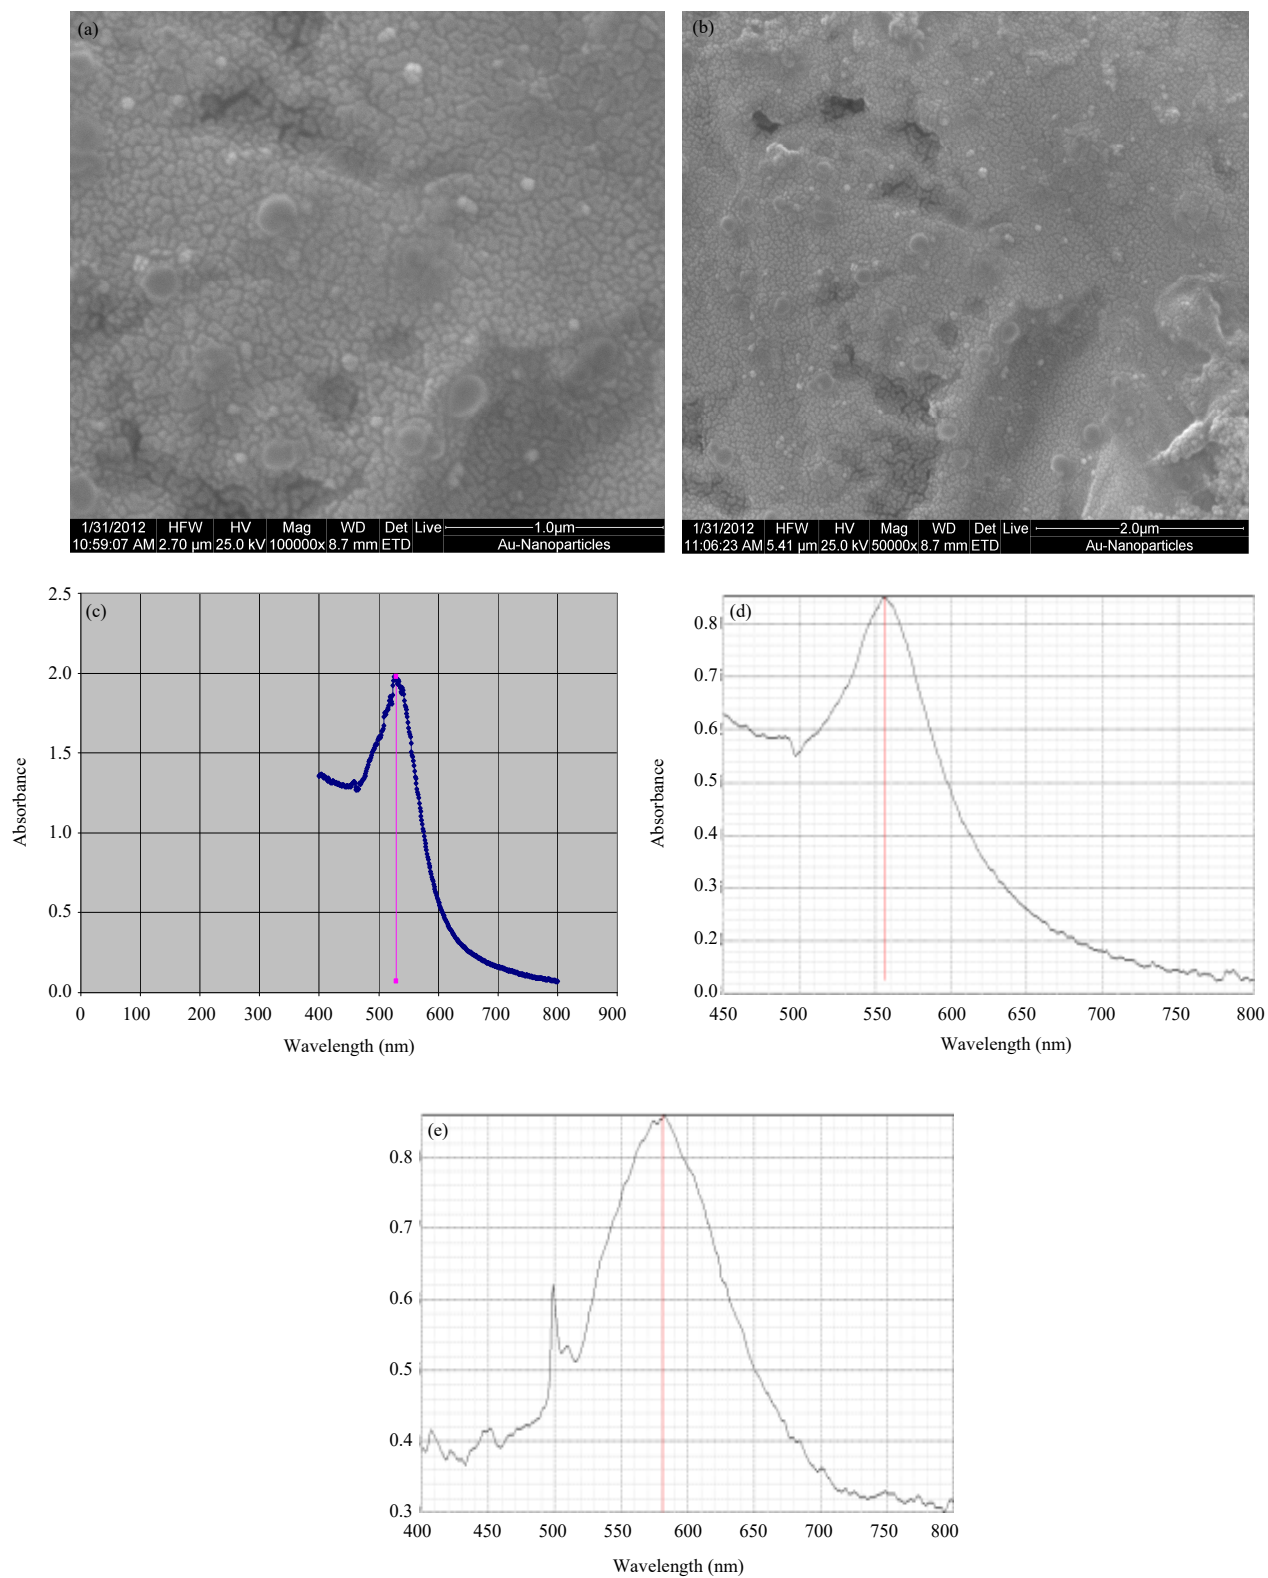 (a)
1/31/2012 HFW HV Mag WD Det Live 1.0µm
10:59:07 AM 2.70 µm 25.0 kV 100000x 8.7 mm ETD Au-Nanoparticles
(b)
1/31/2012 HFW HV Mag WD Det Live 2.0µm
11:06:23 AM 5.41 µm 25.0 kV 50000x 8.7 mm ETD Au-Nanoparticles
(c)
2.5
2.0
1.5
1.0
0.5
0.0
Absorbance
0 100 200 300 400 500 600 700 800 900
Wavelength (nm)
(d)
0.8
0.7
0.6
0.5
0.4
0.3
0.2
0.0
Absorbance
450 500 550 600 650 700 750 800
Wavelength (nm)
(e)
0.8
0.7
0.6
0.5
0.4
0.3
400 450 500 550 600 650 700 750 800
Wavelength (nm)